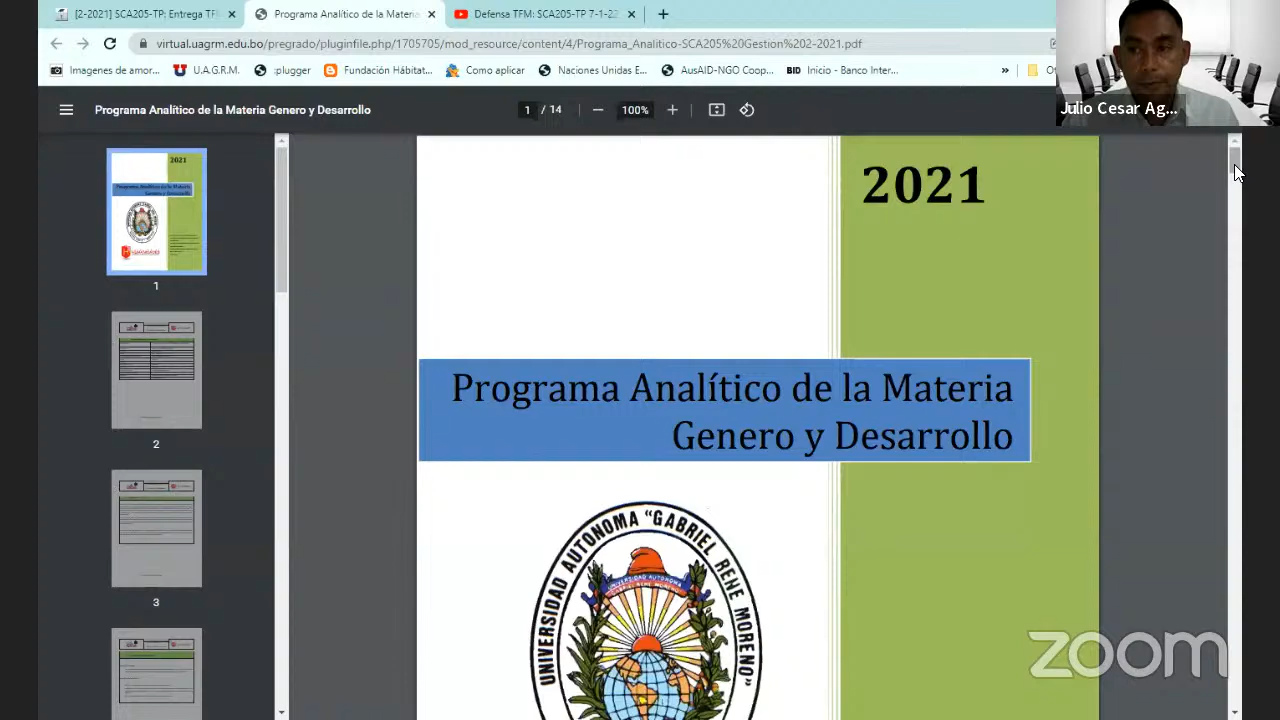 [2-2021] SCA205-TP: Entrega TF
Programa Analítico de la Materia
Defensa TFM: SCA205-TP 7-1-22
virtual.uagrm.edu.bo/pregrado/pluginfile.php/1705705/mod_resource/content/4/Programa_Analitico-SCA205%20Gestion%202-2021.pdf
Imagenes de amor...
U.A.G.R.M.
:plugger
Fundación Hábitat...
Como aplicar
Naciones Unidas E...
AusAID-NGO Coop...
BID
Inicio - Banco Inter...
»
Programa Analítico de la Materia Genero y Desarrollo
1 / 14
100%
Julio Cesar Ag...
2021
Programa Analítico de la Materia
Genero y Desarrollo
UNIVERSIDAD AUTONOMA "GABRIEL RENE MORENO"
2021
1
2
3
zoom